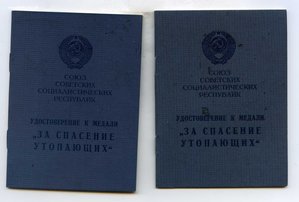 СОЮЗ
СОВЕТСКИХ
СОЦИАЛИСТИЧЕСКИХ
РЕСПУБЛИК
УДОСТОВЕРЕНИЕ К МЕДАЛИ
„ЗА СПАСЕНИЕ
УТОПАЮЩИХ“
СОЮЗ
СОВЕТСКИХ
СОЦИАЛИСТИЧЕСКИХ
РЕСПУБЛИК
УДОСТОВЕРЕНИЕ К МЕДАЛИ
„ЗА СПАСЕНИЕ
УТОПАЮЩИХ“